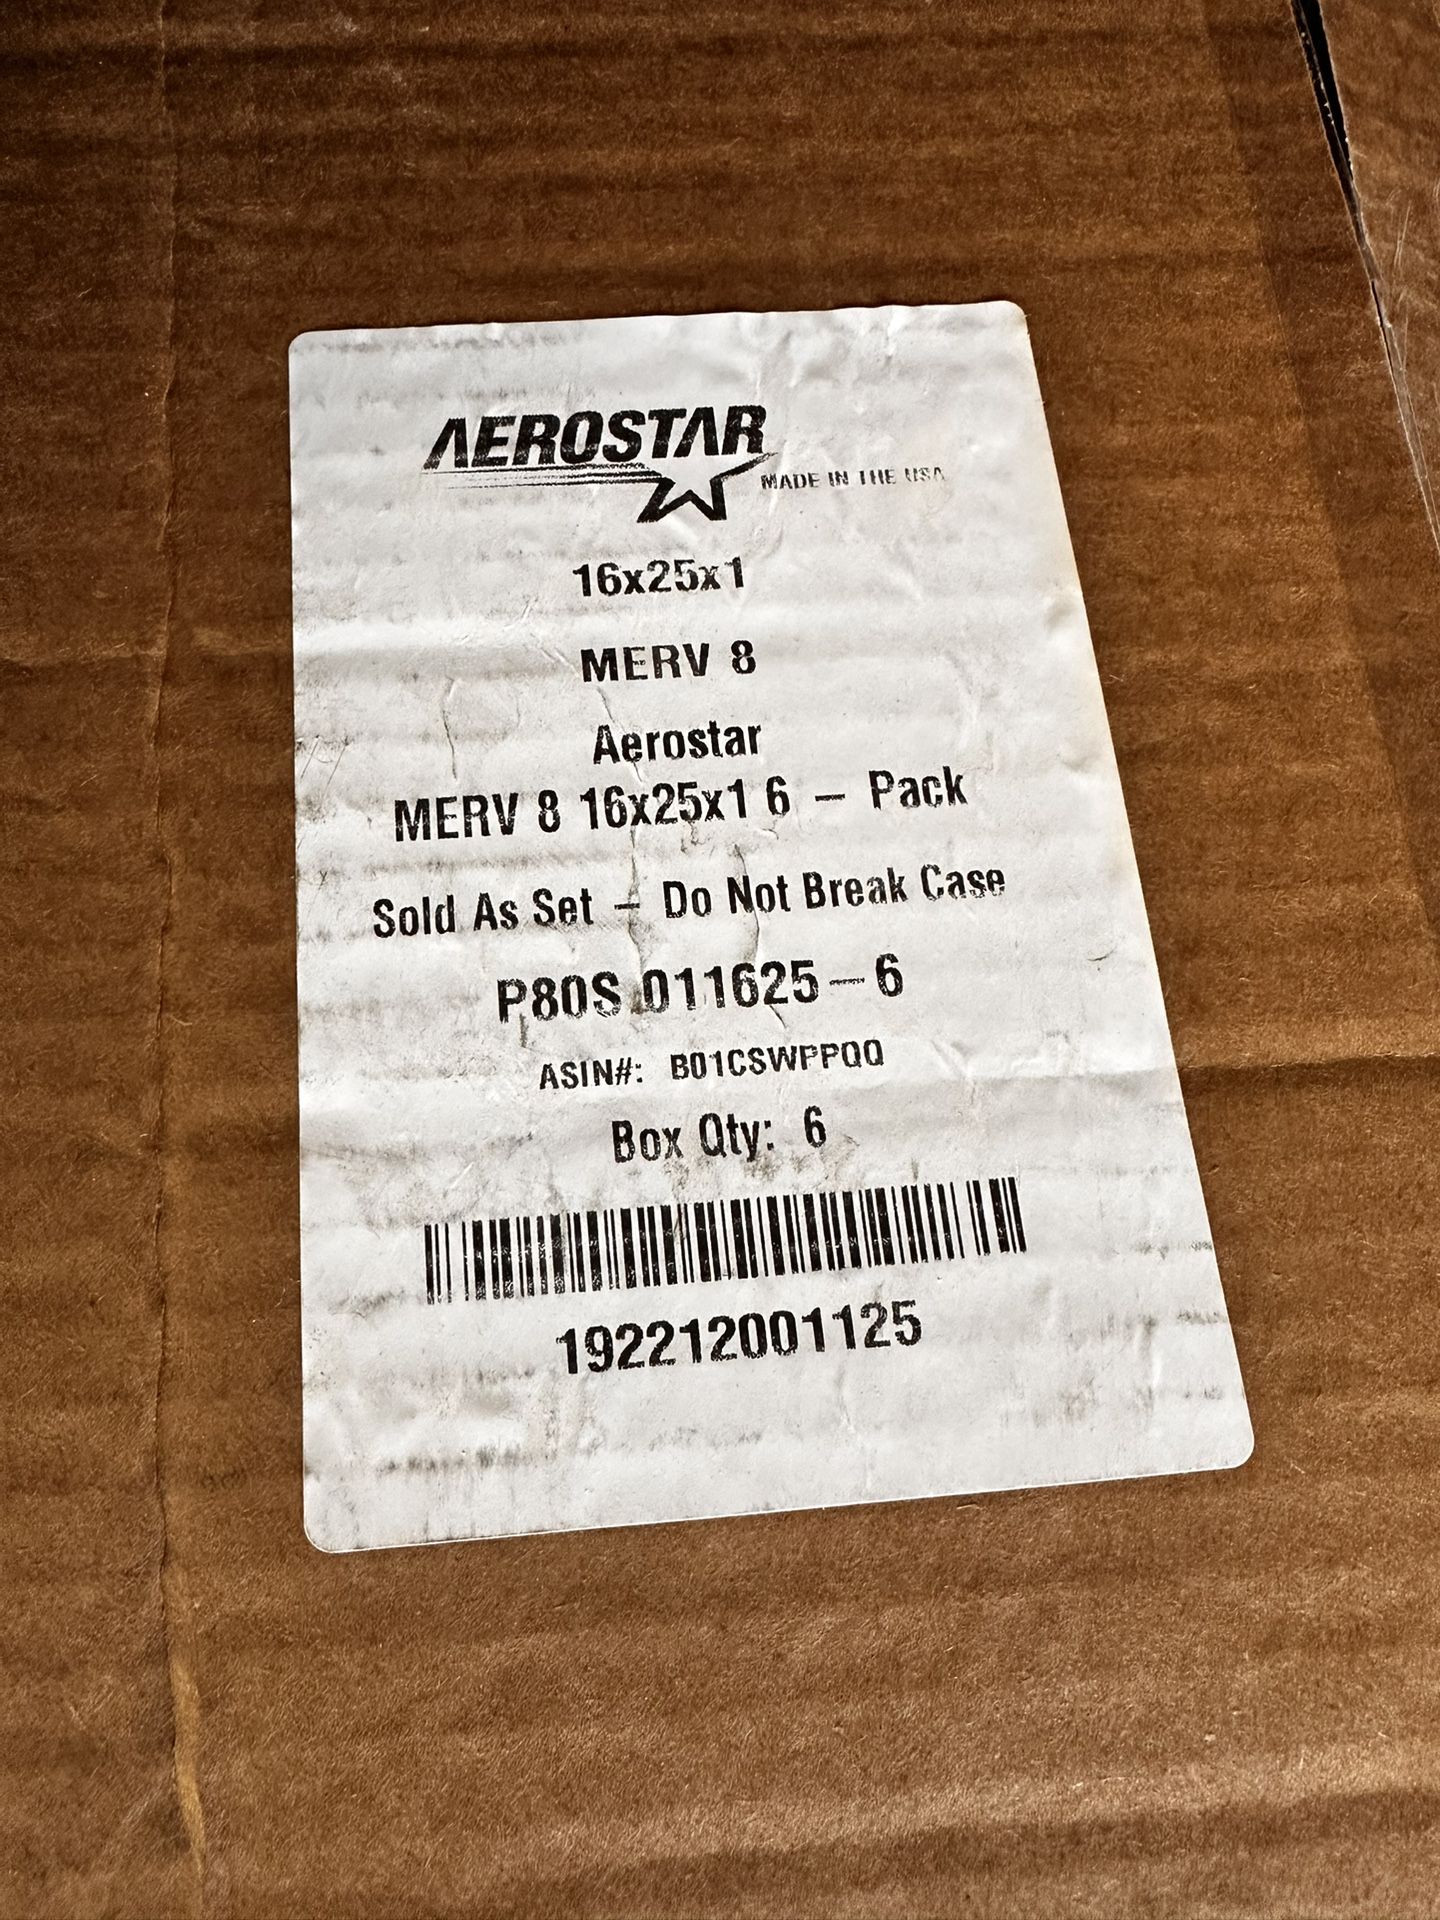 AEROSTAR
MADE IN THE USA
16x25x1
MERV 8
Aerostar
MERV 8 16x25x1 6 – Pack
Sold As Set – Do Not Break Case
P80S.011625–6
ASIN#: B01CSWPPQQ
Box Qty: 6
192212001125